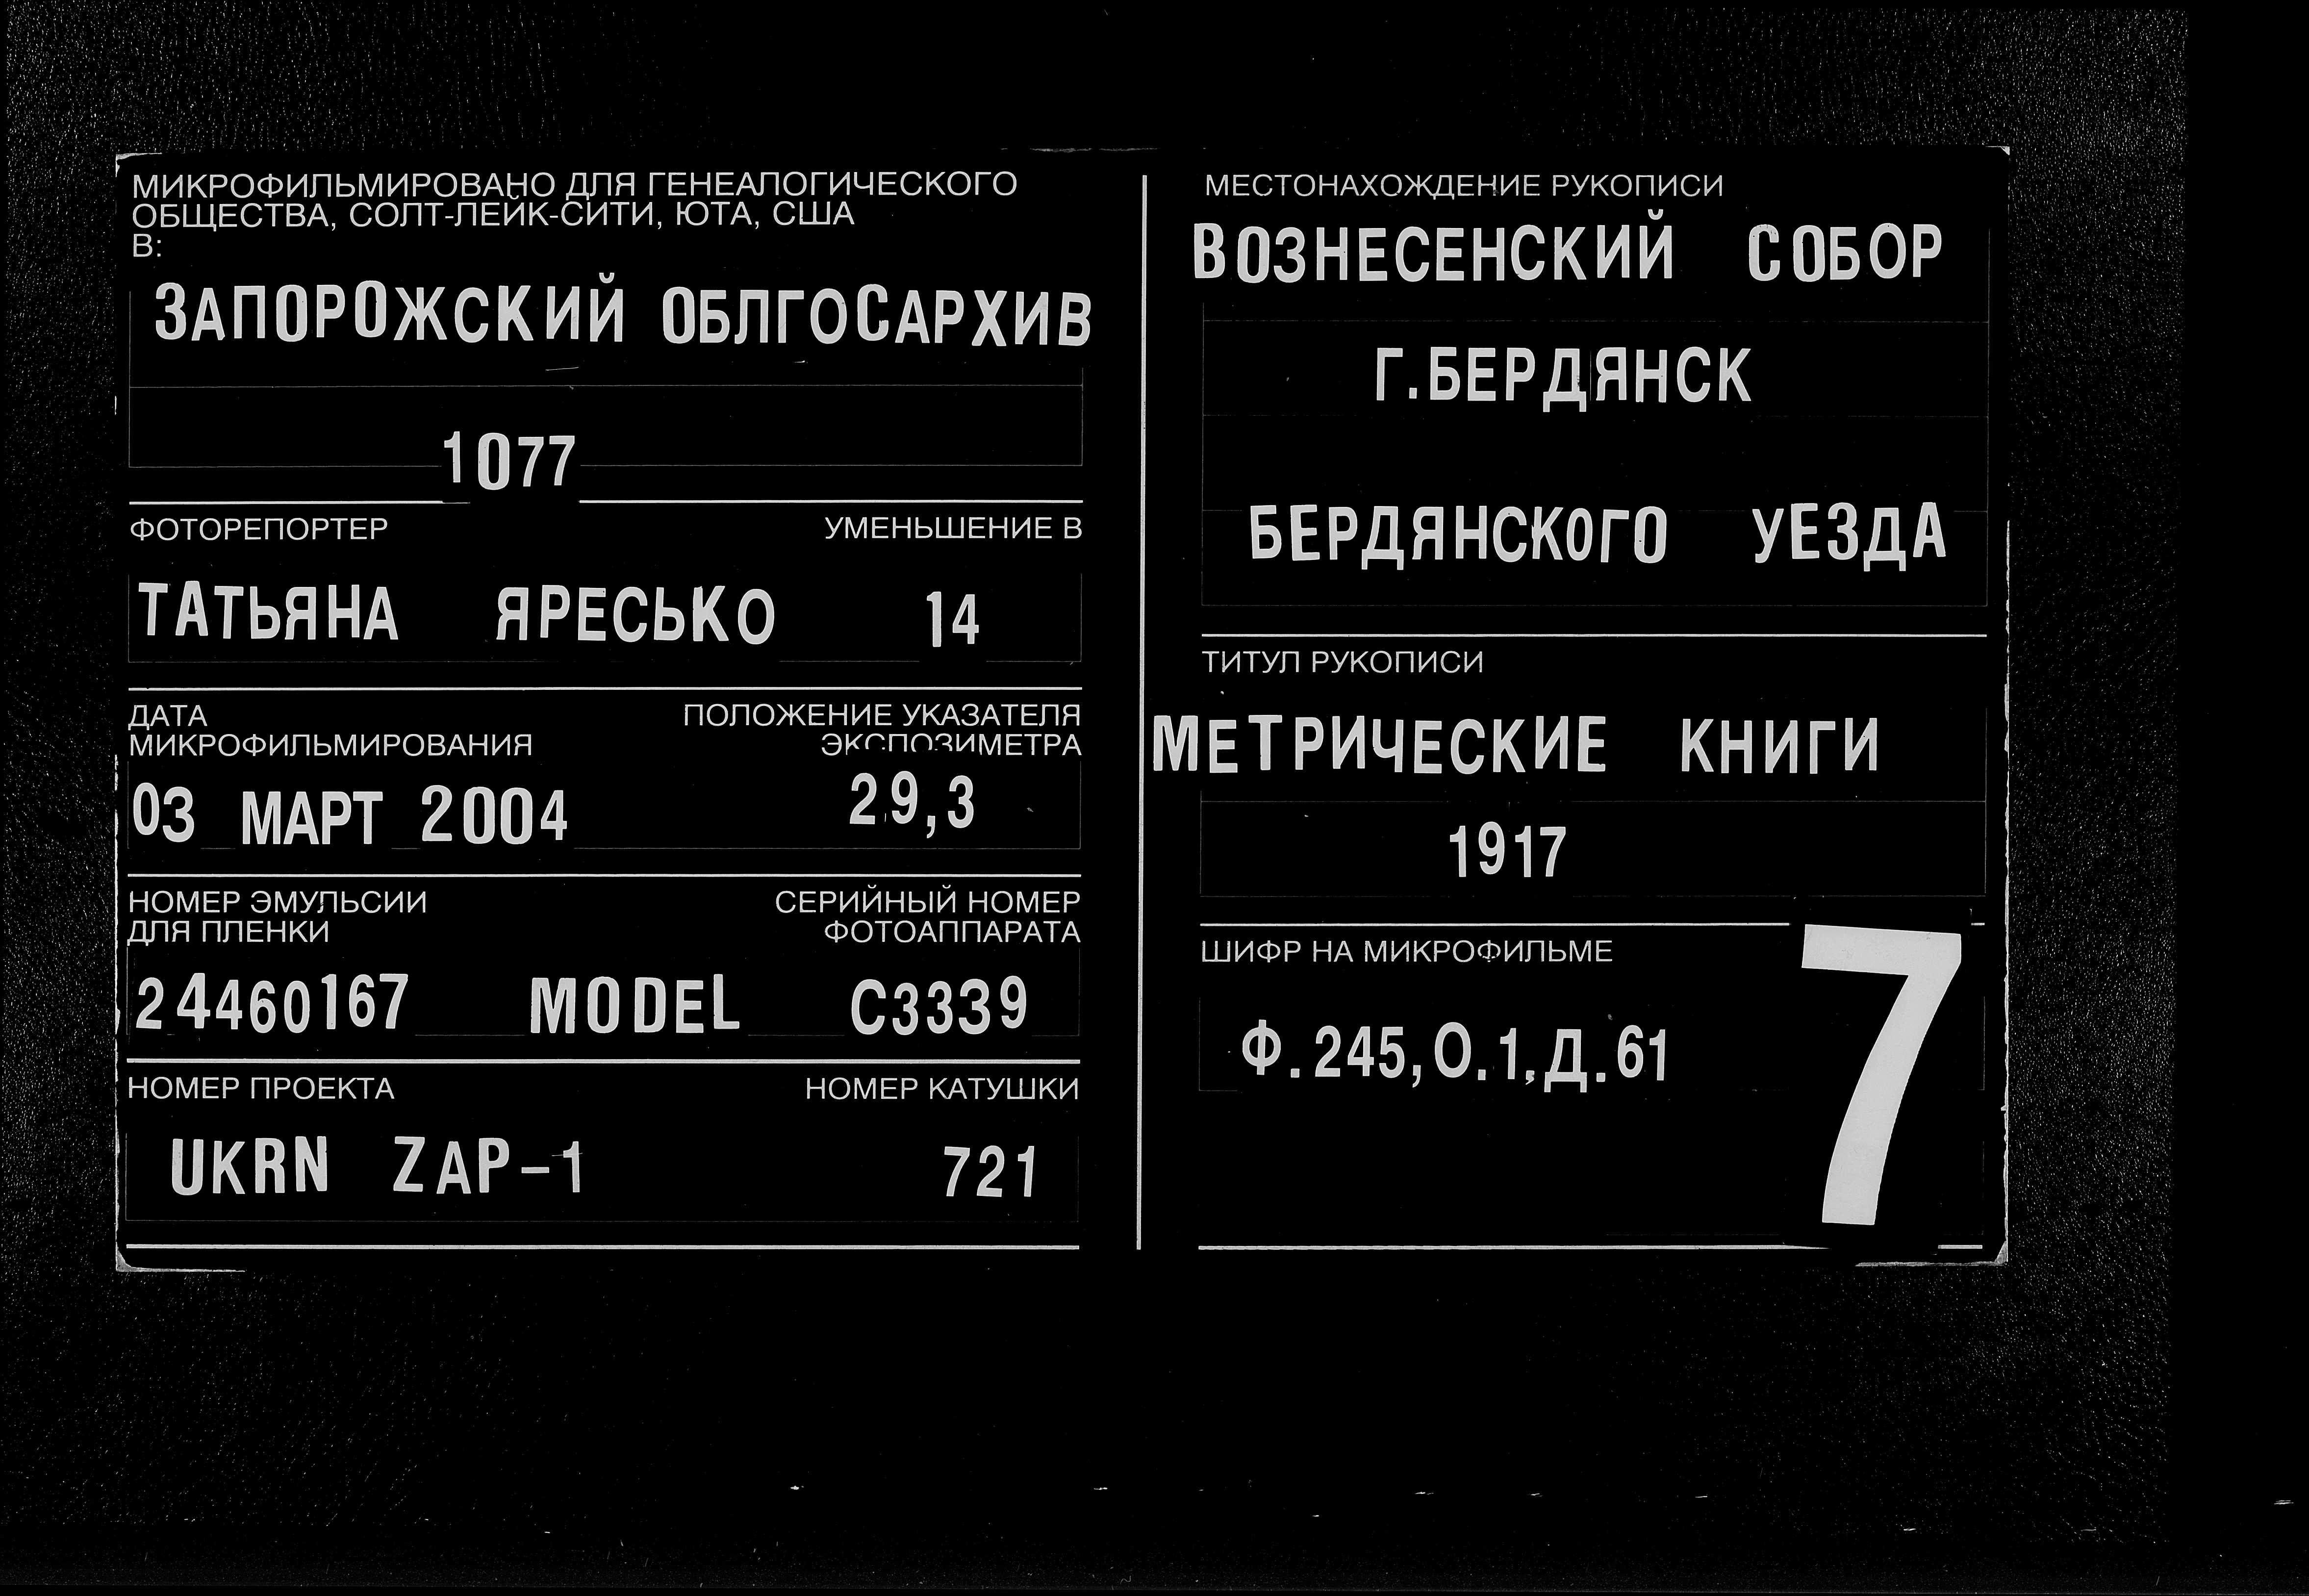 МИКРОФИЛЬМИРОВАНО ДЛЯ ГЕНЕАЛОГИЧЕСКОГО
ОБЩЕСТВА, СОЛТ-ЛЕЙК-СИТИ, ЮТА, США
В:
ЗАПОРОЖСКИЙ ОБЛГОСАРХИВ
1077
ФОТОРЕПОРТЕР УМЕНЬШЕНИЕ В
ТАТЬЯНА ЯРЕСЬКО 14
ДАТА ПОЛОЖЕНИЕ УКАЗАТЕЛЯ
МИКРОФИЛЬМИРОВАНИЯ ЭКСПОЗИМЕТРА
03 МАРТ 2004 29,3
НОМЕР ЭМУЛЬСИИ СЕРИЙНЫЙ НОМЕР
ДЛЯ ПЛЕНКИ ФОТОАППАРАТА
24460167 MODEL C3339
НОМЕР ПРОЕКТА НОМЕР КАТУШКИ
UKRN ZAP-1 721
МЕСТОНАХОЖДЕНИЕ РУКОПИСИ
ВОЗНЕСЕНСКИЙ СОБОР
Г.БЕРДЯНСК
БЕРДЯНСКОГО УЕЗДА
ТИТУЛ РУКОПИСИ
МЕТРИЧЕСКИЕ КНИГИ
1917
ШИФР НА МИКРОФИЛЬМЕ
Ф.245,О.1,Д.61
7